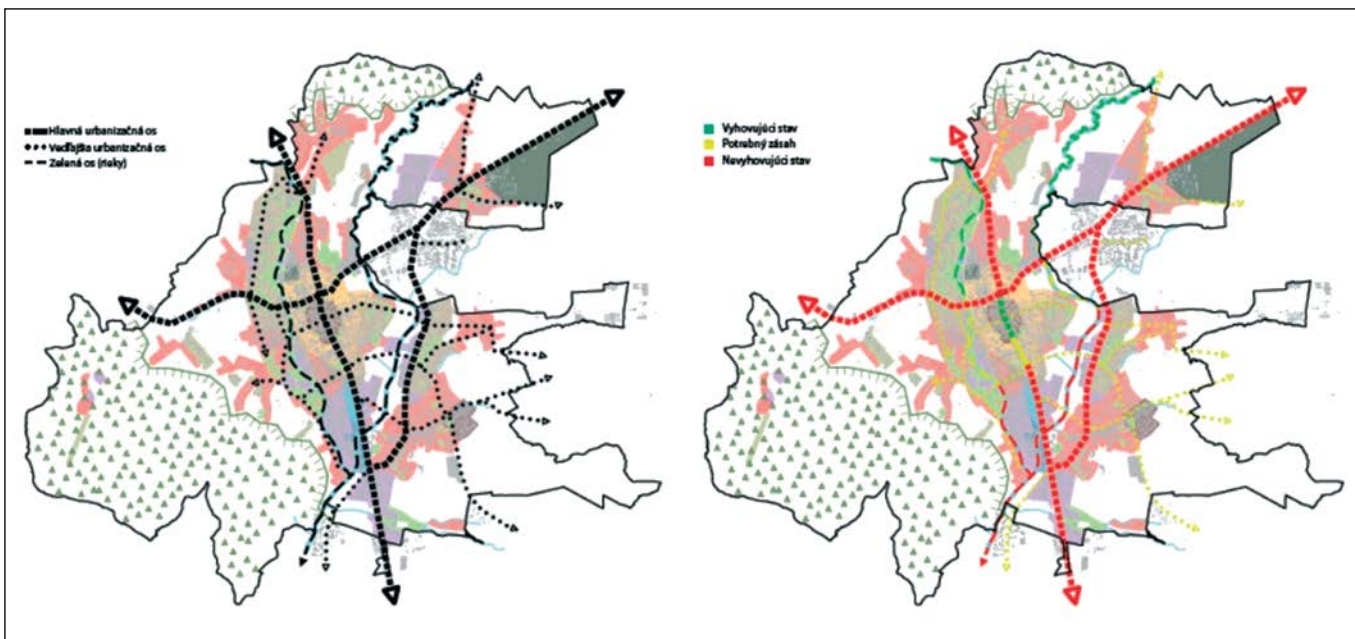 Hlavná urbanizačná os
Vedľajšia urbanizačná os
Zelená os (rieky)
Vyhovujúci stav
Potrebný zásah
Nevyhovujúci stav